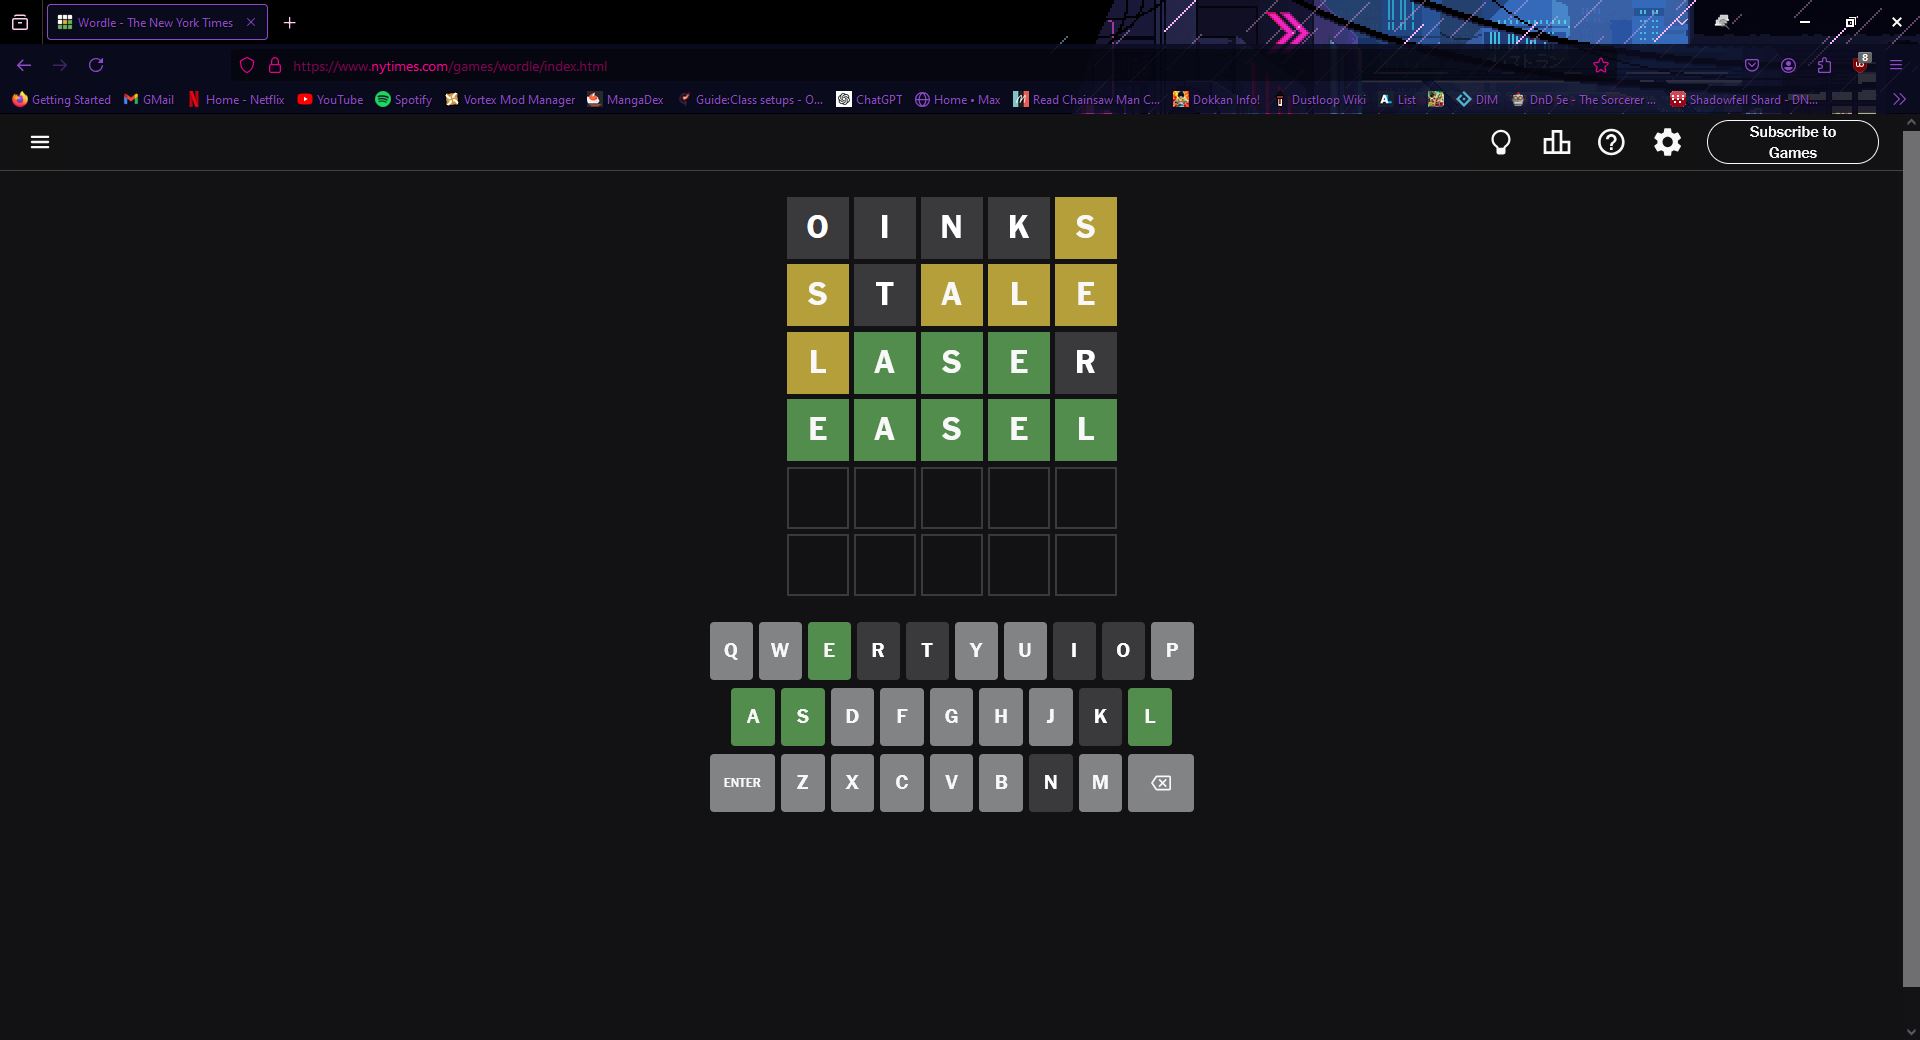 Wordle - The New York Times
https://www.nytimes.com/games/wordle/index.html
8
Getting Started GMail Home - Netflix YouTube Spotify Vortex Mod Manager MangaDex Guide:Class setups - O... ChatGPT Home • Max Read Chainsaw Man C... Dokkan Info! Dustloop Wiki List DIM DnD 5e - The Sorcerer ... Shadowfell Shard - DN...
Subscribe to
Games
O I N K S
S T A L E
L A S E R
E A S E L
Q W E R T Y U I O P
A S D F G H J K L
ENTER Z X C V B N M